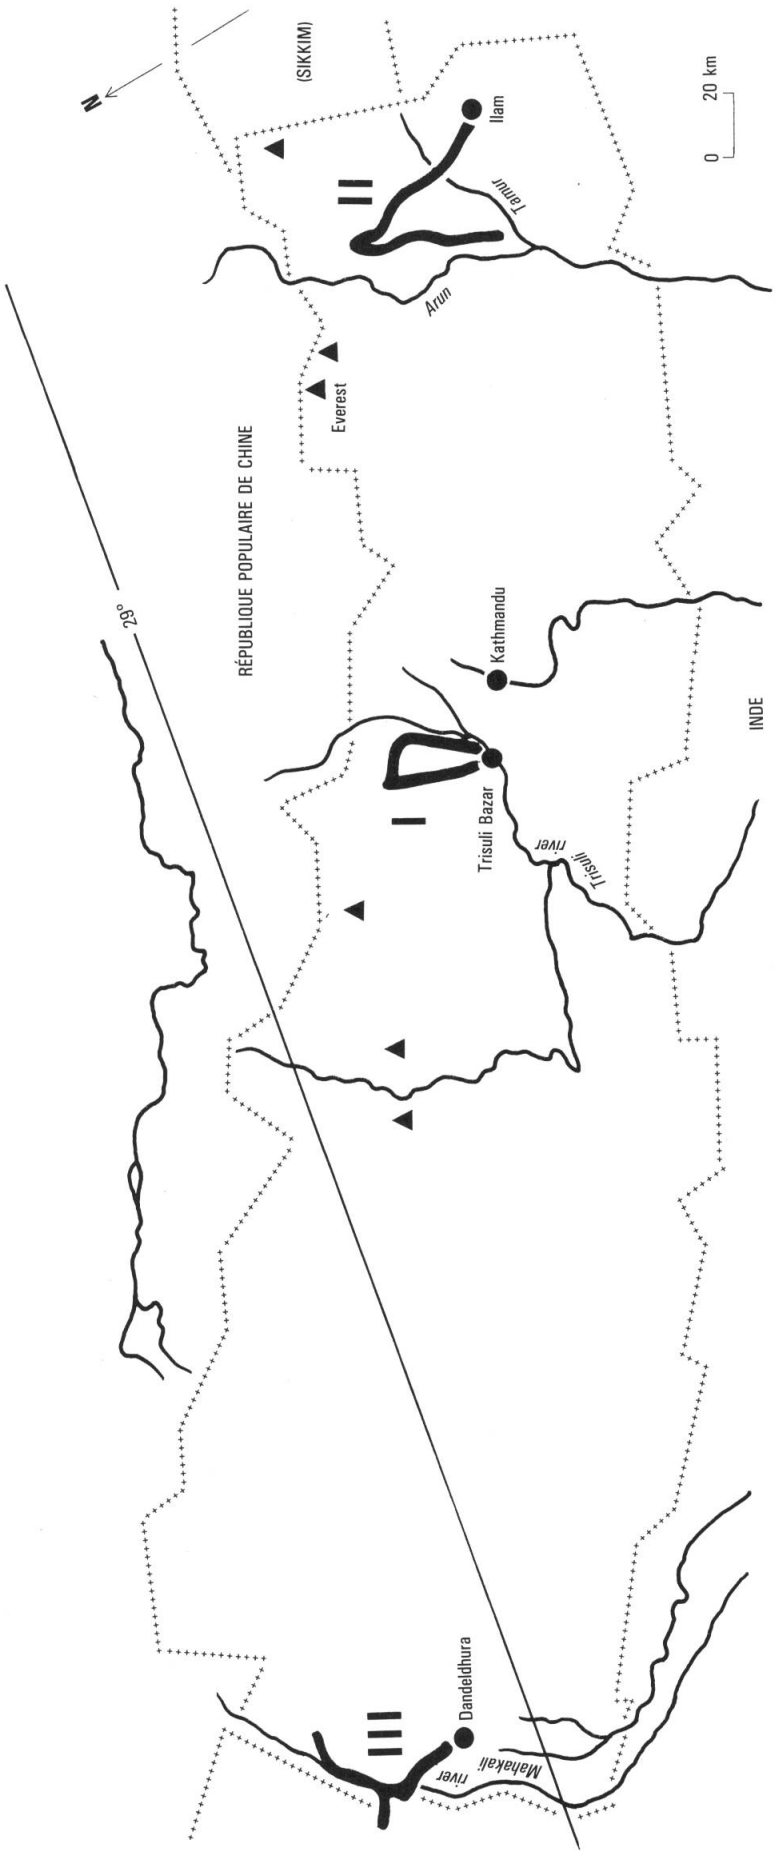 N
(SIKKIM)
0 20 km
II
Ilam
Tamur
Arun
Everest
RÉPUBLIQUE POPULAIRE DE CHINE
29°
Kathmandu
INDE
I
Trisuli Bazar
Trisuli
river
III
Dandeldhura
Mahakali
river